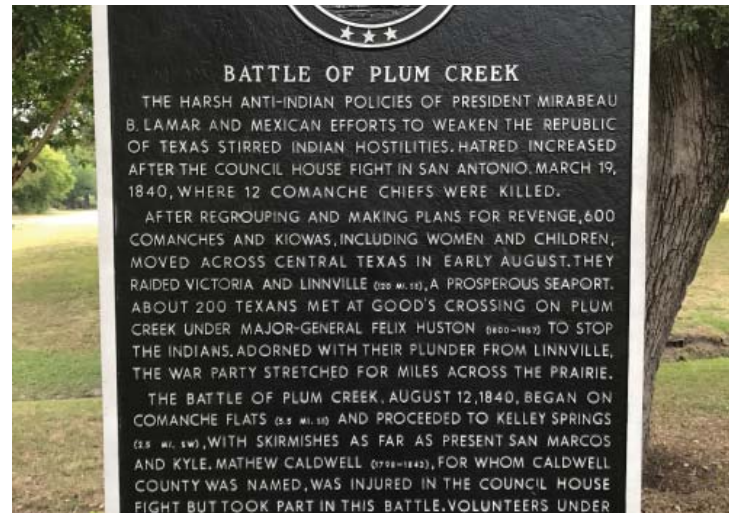 BATTLE OF PLUM CREEK
THE HARSH ANTI-INDIAN POLICIES OF PRESIDENT MIRABEAU
B. LAMAR AND MEXICAN EFFORTS TO WEAKEN THE REPUBLIC
OF TEXAS STIRRED INDIAN HOSTILITIES. HATRED INCREASED
AFTER THE COUNCIL HOUSE FIGHT IN SAN ANTONIO, MARCH 19,
1840, WHERE 12 COMANCHE CHIEFS WERE KILLED.
AFTER REGROUPING AND MAKING PLANS FOR REVENGE, 600
COMANCHES AND KIOWAS, INCLUDING WOMEN AND CHILDREN,
MOVED ACROSS CENTRAL TEXAS IN EARLY AUGUST. THEY
RAIDED VICTORIA AND LINNVILLE (120 MI. SE), A PROSPEROUS SEAPORT.
ABOUT 200 TEXANS MET AT GOOD'S CROSSING ON PLUM
CREEK UNDER MAJOR-GENERAL FELIX HUSTON (1800-1857) TO STOP
THE INDIANS. ADORNED WITH THEIR PLUNDER FROM LINNVILLE,
THE WAR PARTY STRETCHED FOR MILES ACROSS THE PRAIRIE.
THE BATTLE OF PLUM CREEK, AUGUST 12, 1840, BEGAN ON
COMANCHE FLATS (5.5 MI. SE) AND PROCEEDED TO KELLEY SPRINGS
(2.5 MI. SW), WITH SKIRMISHES AS FAR AS PRESENT SAN MARCOS
AND KYLE. MATHEW CALDWELL (1798-1842), FOR WHOM CALDWELL
COUNTY WAS NAMED, WAS INJURED IN THE COUNCIL HOUSE
FIGHT BUT TOOK PART IN THIS BATTLE. VOLUNTEERS UNDER